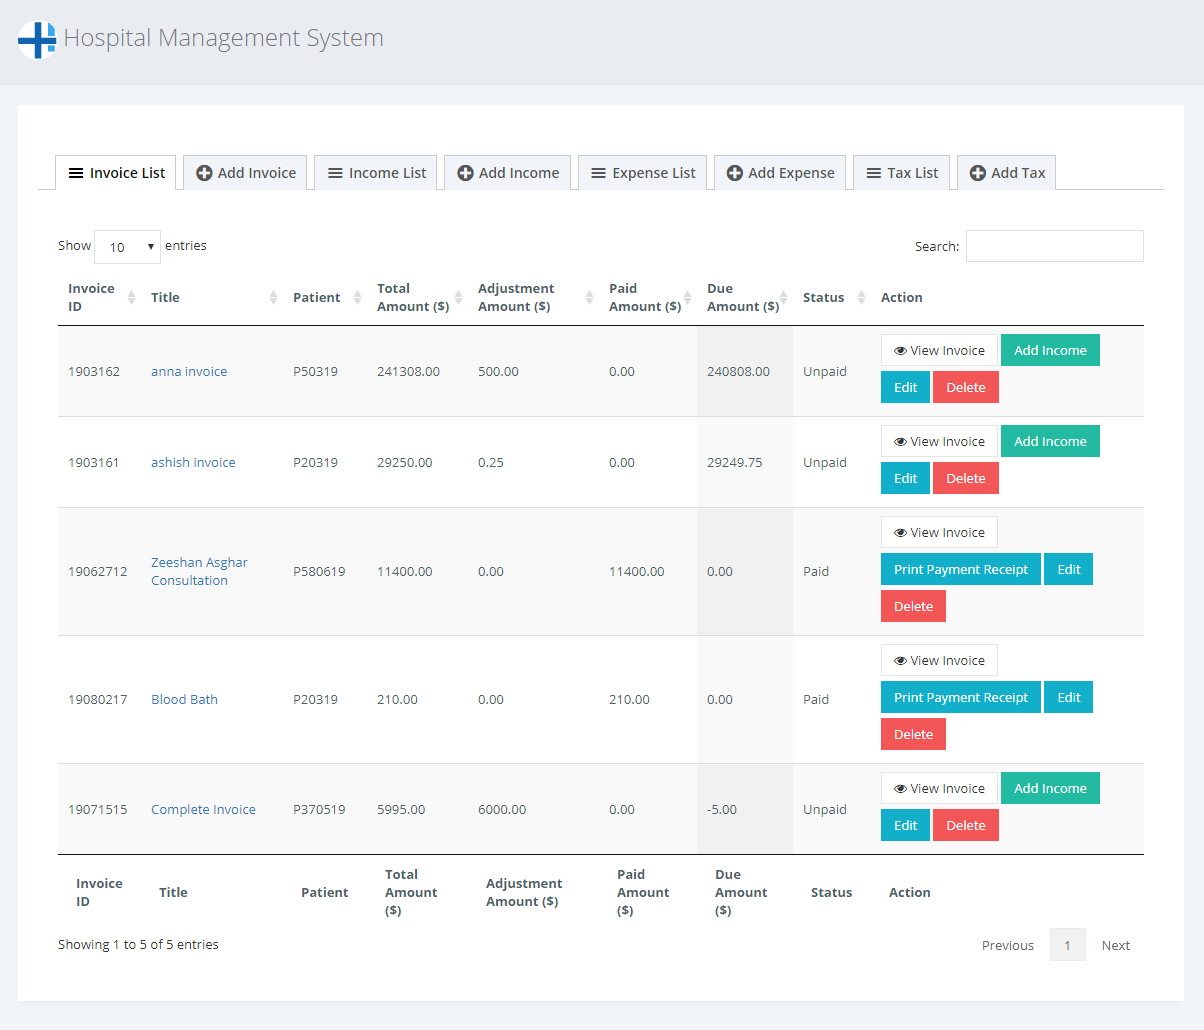 Hospital Management System
Invoice List Add Invoice Income List Add Income Expense List Add Expense Tax List Add Tax
Show 10 entries Search:
Invoice ID Title Patient Total Amount ($) Adjustment Amount ($) Paid Amount ($) Due Amount ($) Status Action
1903162 anna invoice P50319 241308.00 500.00 0.00 240808.00 Unpaid View Invoice Add Income
Edit Delete
1903161 ashish invoice P20319 29250.00 0.25 0.00 29249.75 Unpaid View Invoice Add Income
Edit Delete
19062712 Zeeshan Asghar Consultation P580619 11400.00 0.00 11400.00 0.00 Paid View Invoice
Print Payment Receipt Edit
Delete
19080217 Blood Bath P20319 210.00 0.00 210.00 0.00 Paid View Invoice
Print Payment Receipt Edit
Delete
19071515 Complete Invoice P370519 5995.00 6000.00 0.00 -5.00 Unpaid View Invoice Add Income
Edit Delete
Invoice ID Title Patient Total Amount ($) Adjustment Amount ($) Paid Amount ($) Due Amount ($) Status Action
Showing 1 to 5 of 5 entries Previous 1 Next